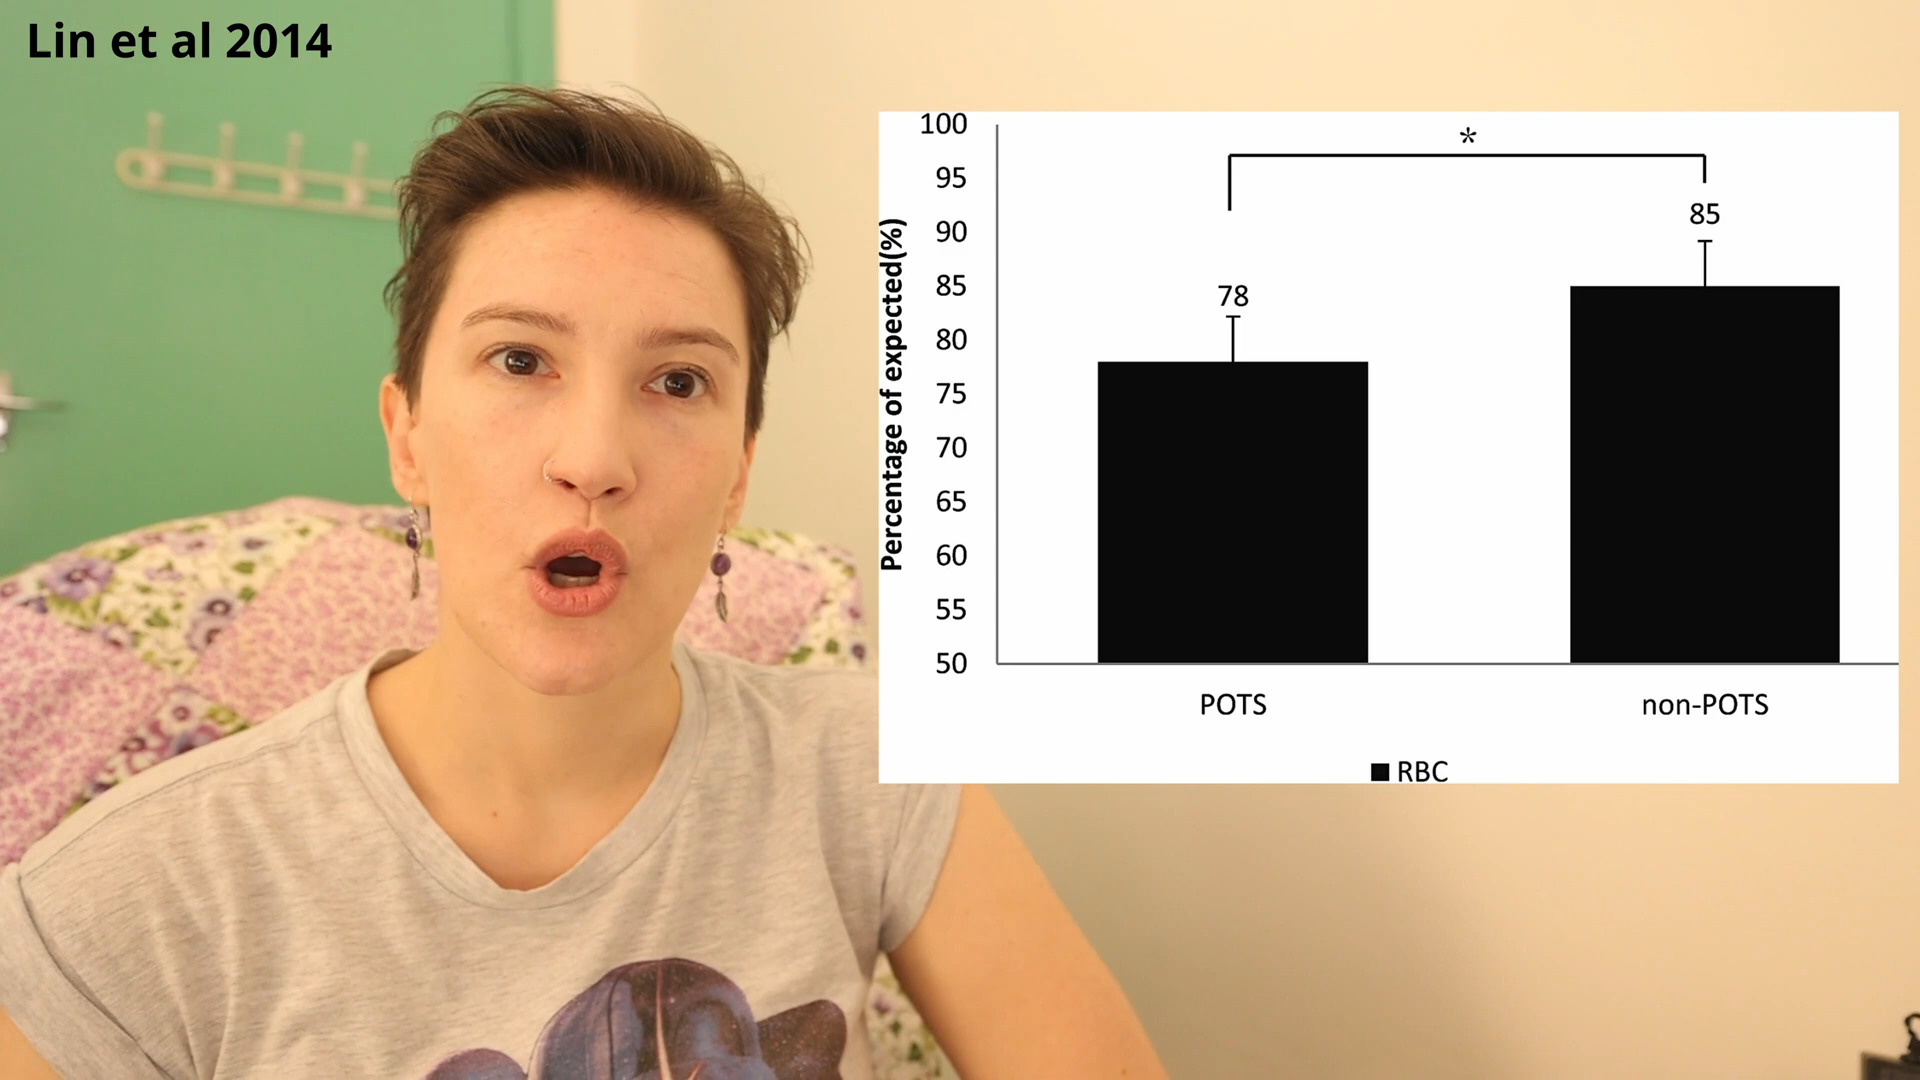 Lin et al 2014
100
95
90
85
80
75
70
65
60
55
50
Percentage of expected(%)
*
78
85
POTS
non-POTS
RBC